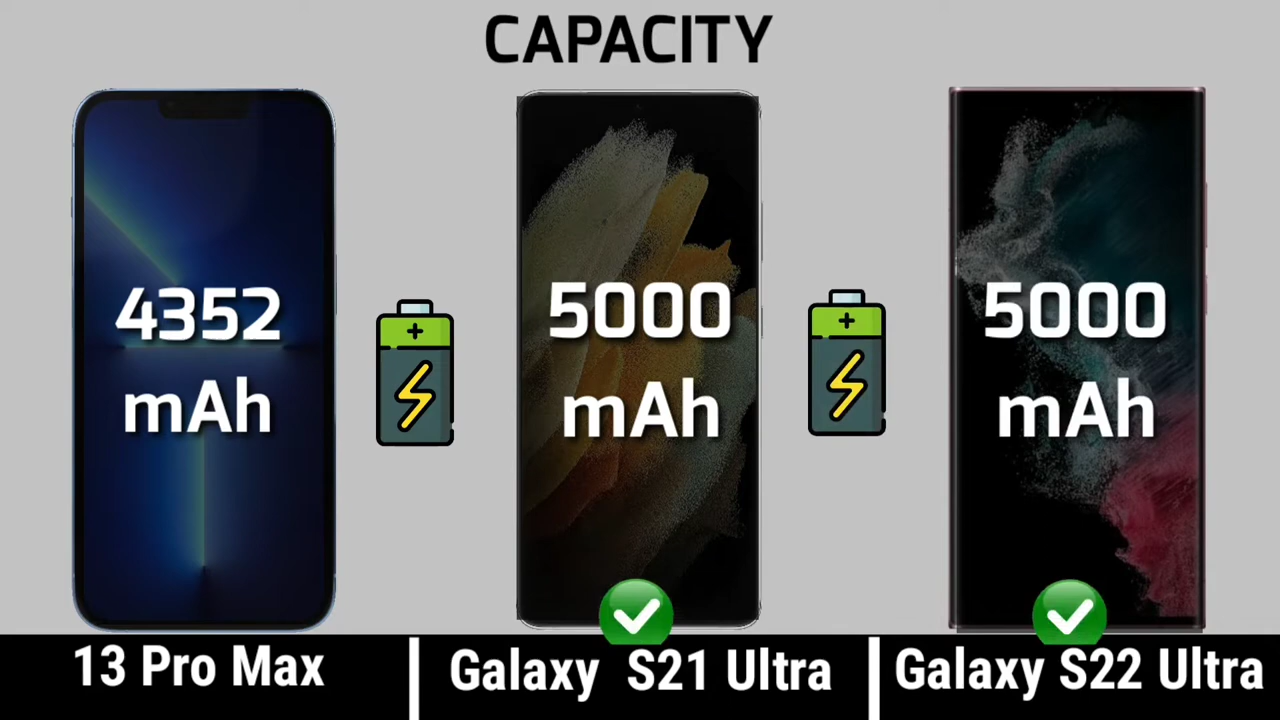 CAPACITY
4352
mAh
5000
mAh
5000
mAh
13 Pro Max
Galaxy S21 Ultra
Galaxy S22 Ultra